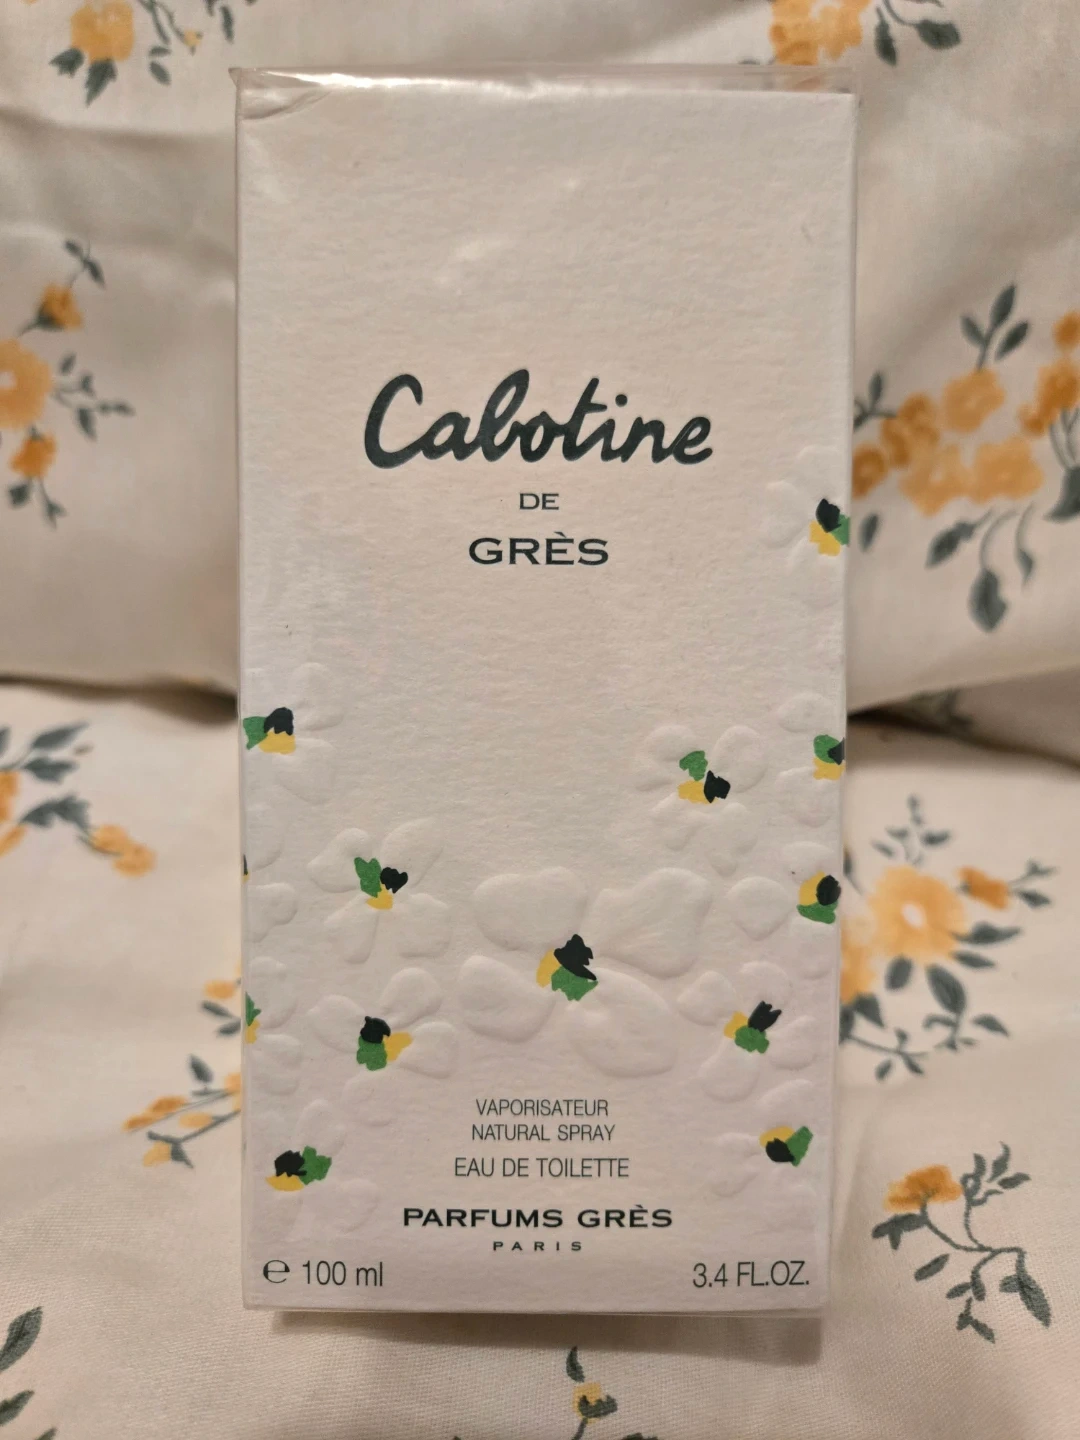 Cabotine
DE
GRÈS
VAPORISATEUR
NATURAL SPRAY
EAU DE TOILETTE
PARFUMS GRÈS
PARIS
℮ 100 ml
3.4 FL.OZ.